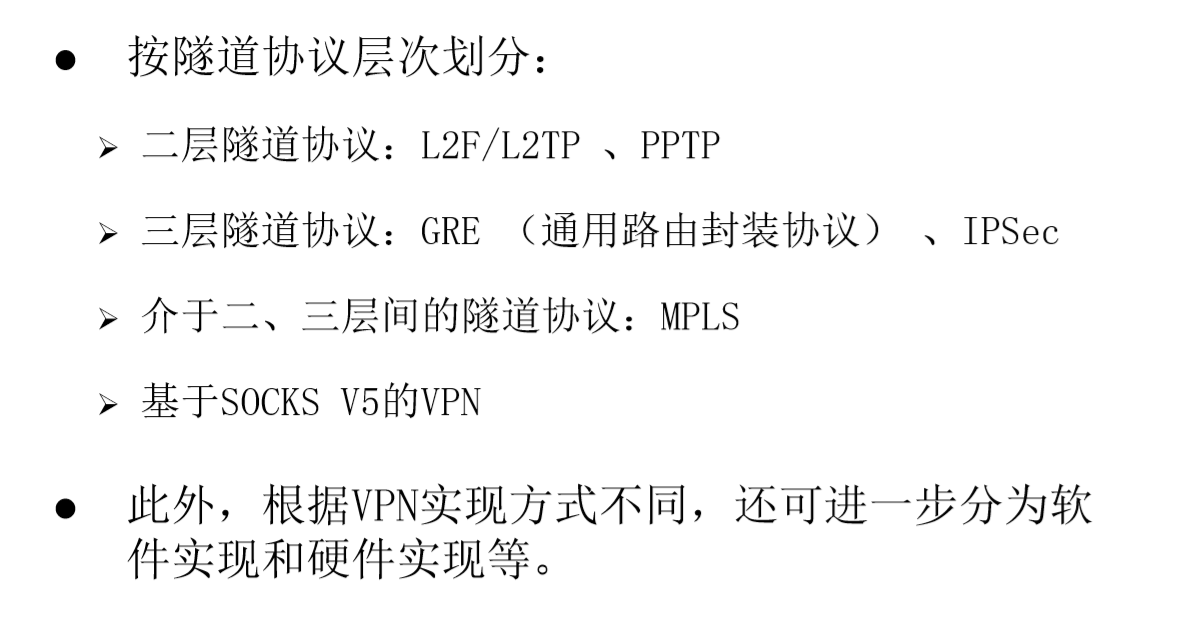 ● 按隧道协议层次划分：
➢ 二层隧道协议：L2F/L2TP 、PPTP
➢ 三层隧道协议：GRE （通用路由封装协议） 、IPSec
➢ 介于二、三层间的隧道协议：MPLS
➢ 基于SOCKS V5的VPN
● 此外，根据VPN实现方式不同，还可进一步分为软
件实现和硬件实现等。